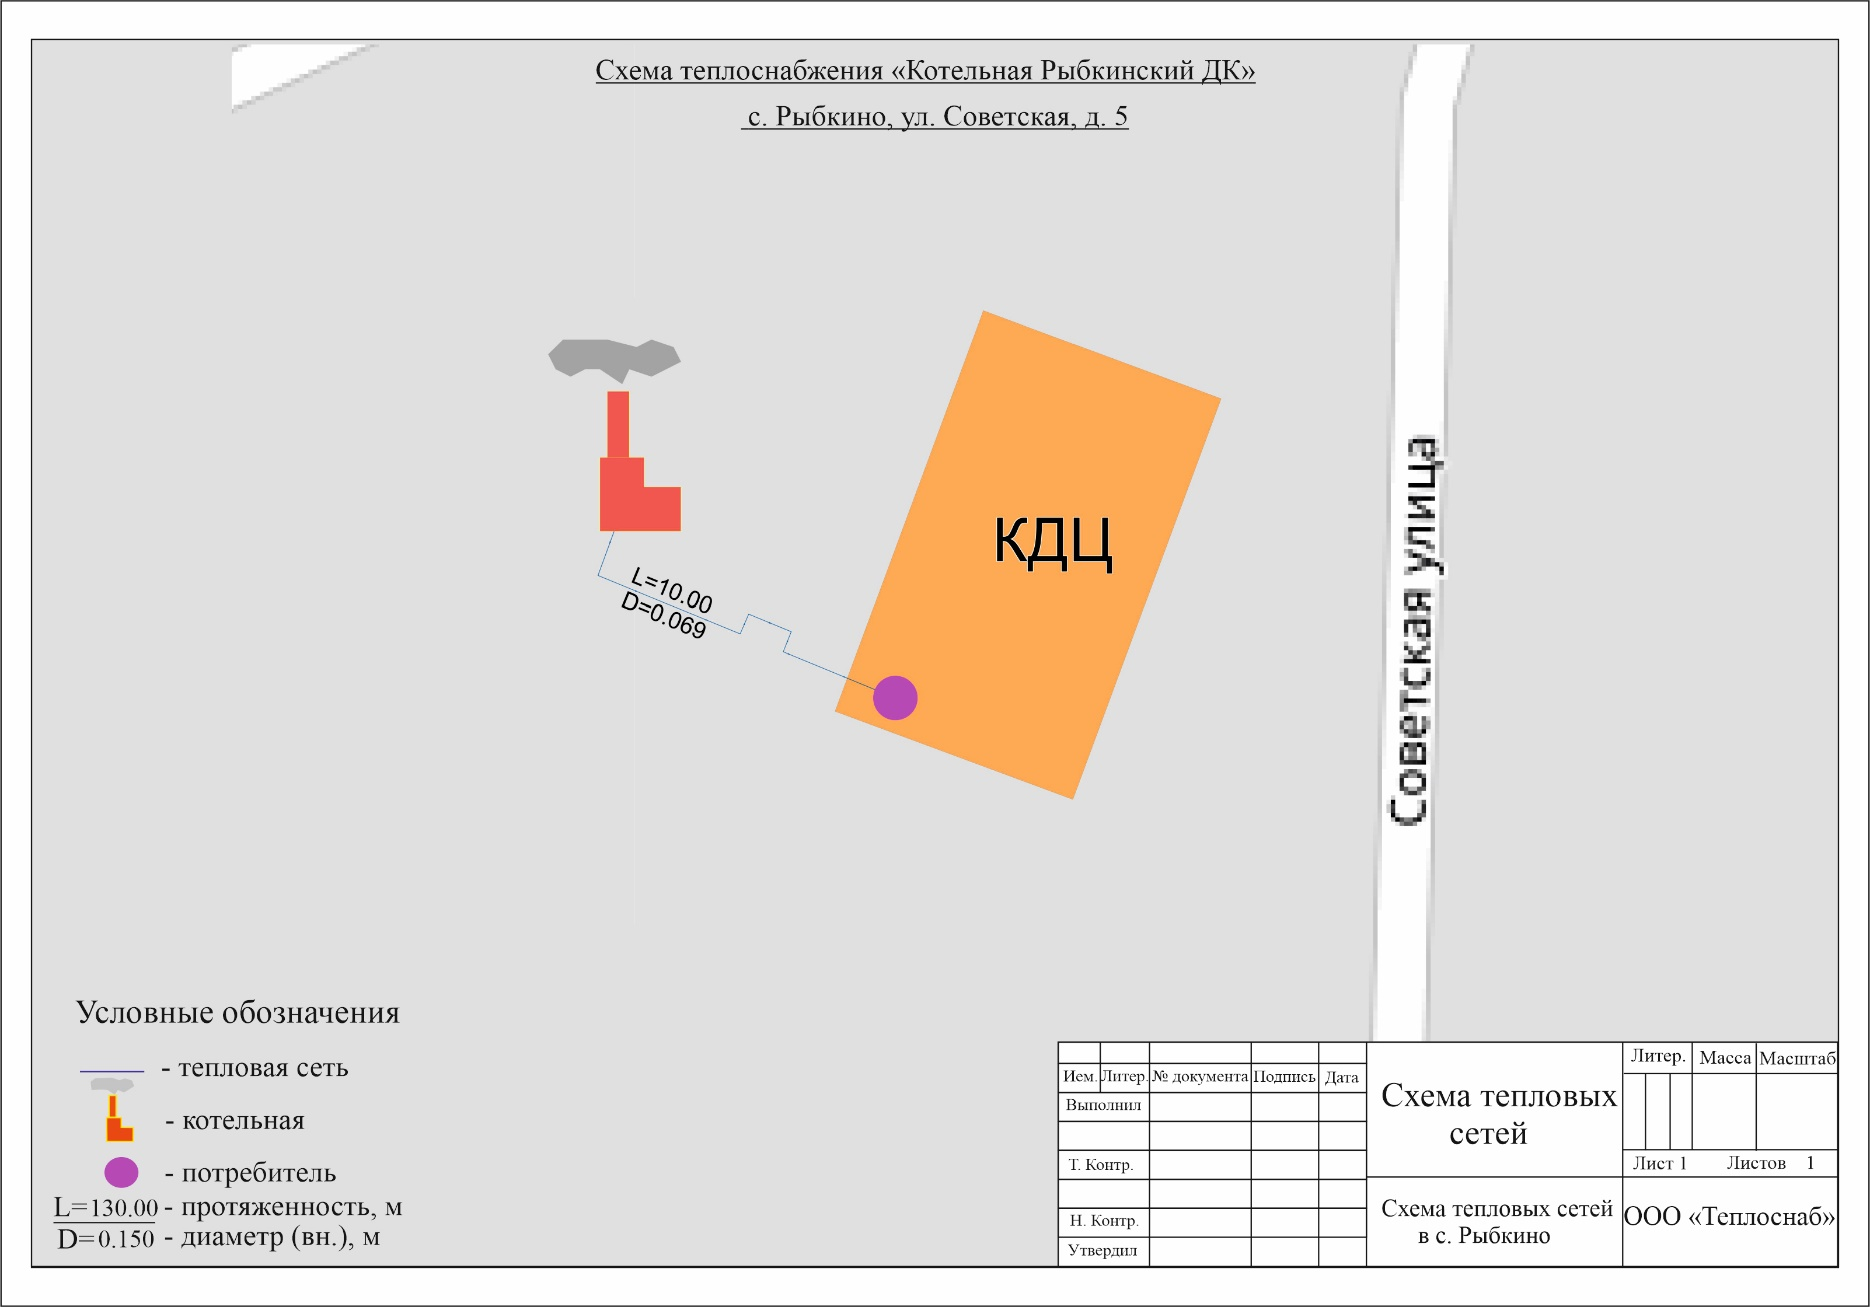 Схема теплоснабжения «Котельная Рыбкинский ДК»
с. Рыбкино, ул. Советская, д. 5
L=10.00
D=0.069
КДЦ
Советская улица
Условные обозначения
- тепловая сеть
- котельная
- потребитель
L=130.00 - протяженность, м
D=0.150 - диаметр (вн.), м
Ием. Литер. № документа Подпись Дата
Выполнил
Т. Контр.
Н. Контр.
Утвердил
Схема тепловых
сетей
Схема тепловых сетей
в с. Рыбкино
Литер. Масса Масштаб
Лист 1 Листов 1
ООО «Теплоснаб»